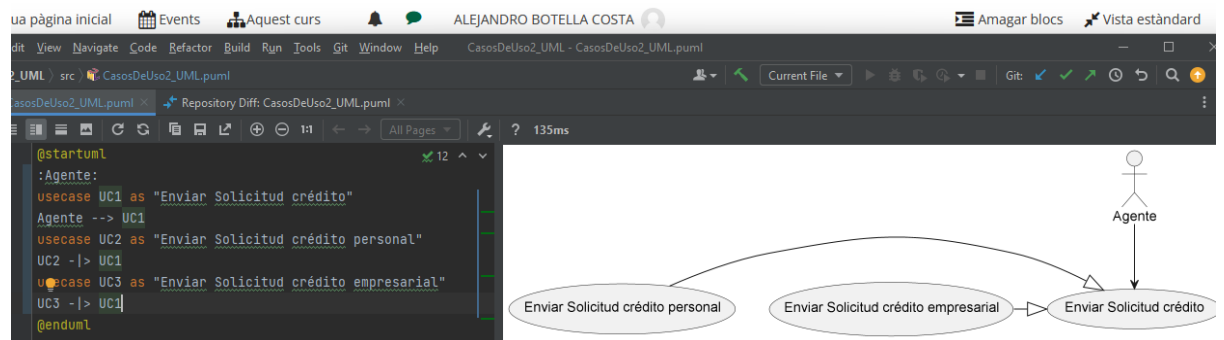 ua pàgina inicial Events Aquest curs ALEJANDRO BOTELLA COSTA Amagar blocs Vista estàndard
dit View Navigate Code Refactor Build Run Tools Git Window Help CasosDeUso2_UML - CasosDeUso2_UML.puml
2_UML src CasosDeUso2_UML.puml Current File Git:
CasosDeUso2_UML.puml Repository Diff: CasosDeUso2_UML.puml
1:1 All Pages ? 135ms
@startuml 12
:Agente:
usecase UC1 as "Enviar Solicitud crédito"
Agente --> UC1
usecase UC2 as "Enviar Solicitud crédito personal"
UC2 -|> UC1
usecase UC3 as "Enviar Solicitud crédito empresarial"
UC3 -|> UC1
@enduml
Agente
Enviar Solicitud crédito personal
Enviar Solicitud crédito empresarial
Enviar Solicitud crédito